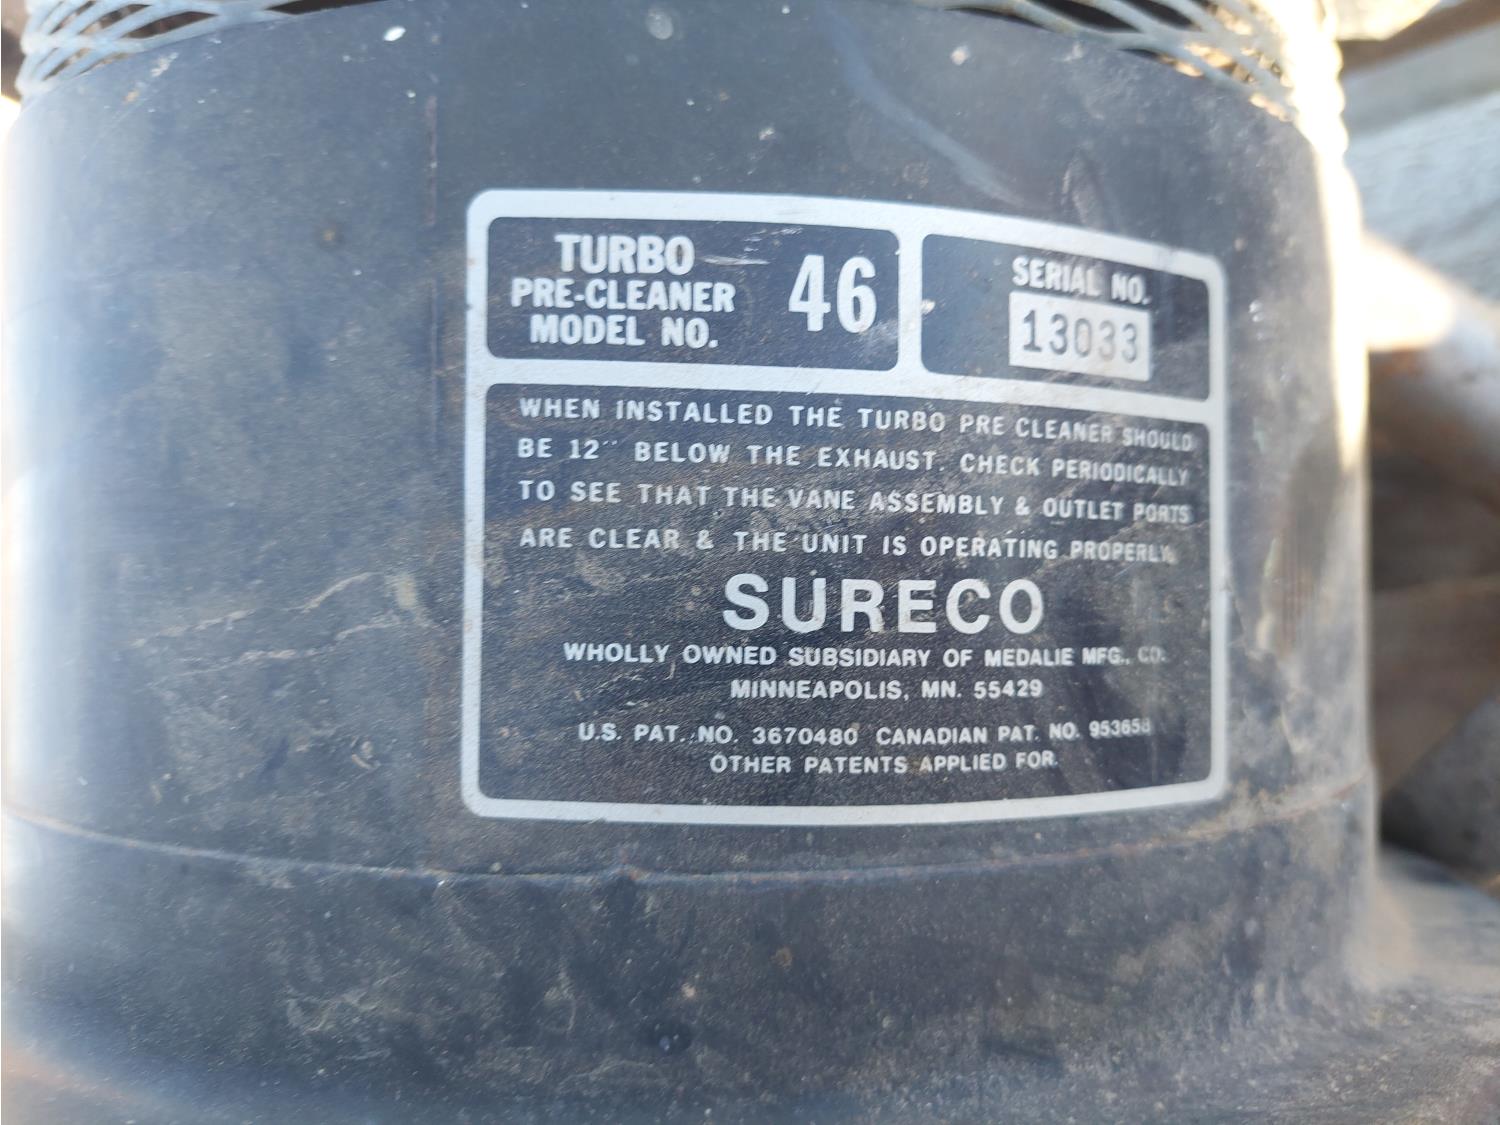 TURBO
PRE-CLEANER
MODEL NO.
46
SERIAL NO.
13033
WHEN INSTALLED THE TURBO PRE CLEANER SHOULD
BE 12" BELOW THE EXHAUST. CHECK PERIODICALLY
TO SEE THAT THE VANE ASSEMBLY & OUTLET PORTS
ARE CLEAR & THE UNIT IS OPERATING PROPERLY.
SURECO
WHOLLY OWNED SUBSIDIARY OF MEDALIE MFG., CO.
MINNEAPOLIS, MN. 55429
U.S. PAT. NO. 3670480 CANADIAN PAT. NO. 953658
OTHER PATENTS APPLIED FOR.